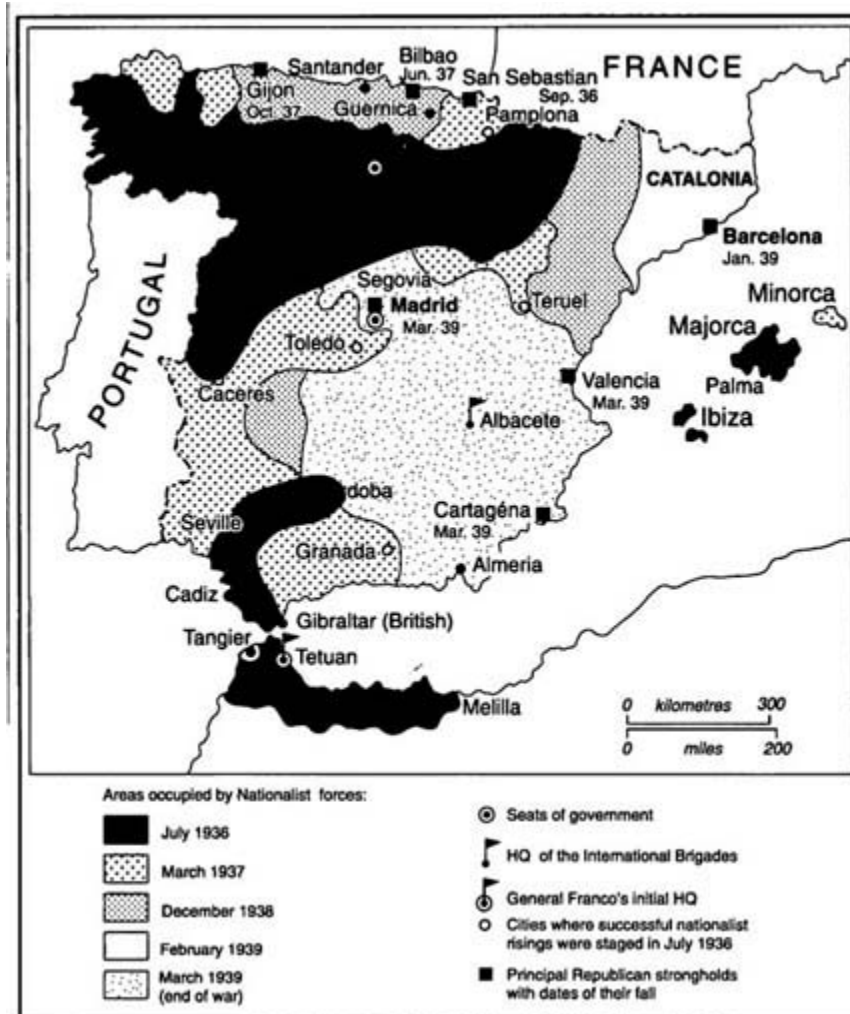 FRANCE
Santander
Bilbao
Jun. 37
San Sebastian
Sep. 36
Gijon
Oct. 37
Guernica
Pamplona
CATALONIA
Barcelona
Jan. 39
Segovia
Madrid
Mar. 39
Teruel
Minorca
Majorca
Toledo
PORTUGAL
Caceres
Valencia
Mar. 39
Palma
Ibiza
Albacete
rdoba
Cartagéna
Mar. 39
Seville
Granada
Almeria
Cadiz
Gibraltar (British)
Tangier
Tetuan
Melilla
0 kilometres 300
0 miles 200
Areas occupied by Nationalist forces:
July 1936
March 1937
December 1938
February 1939
March 1939
(end of war)
Seats of government
HQ of the International Brigades
General Franco's initial HQ
Cities where successful nationalist
risings were staged in July 1936
Principal Republican strongholds
with dates of their fall